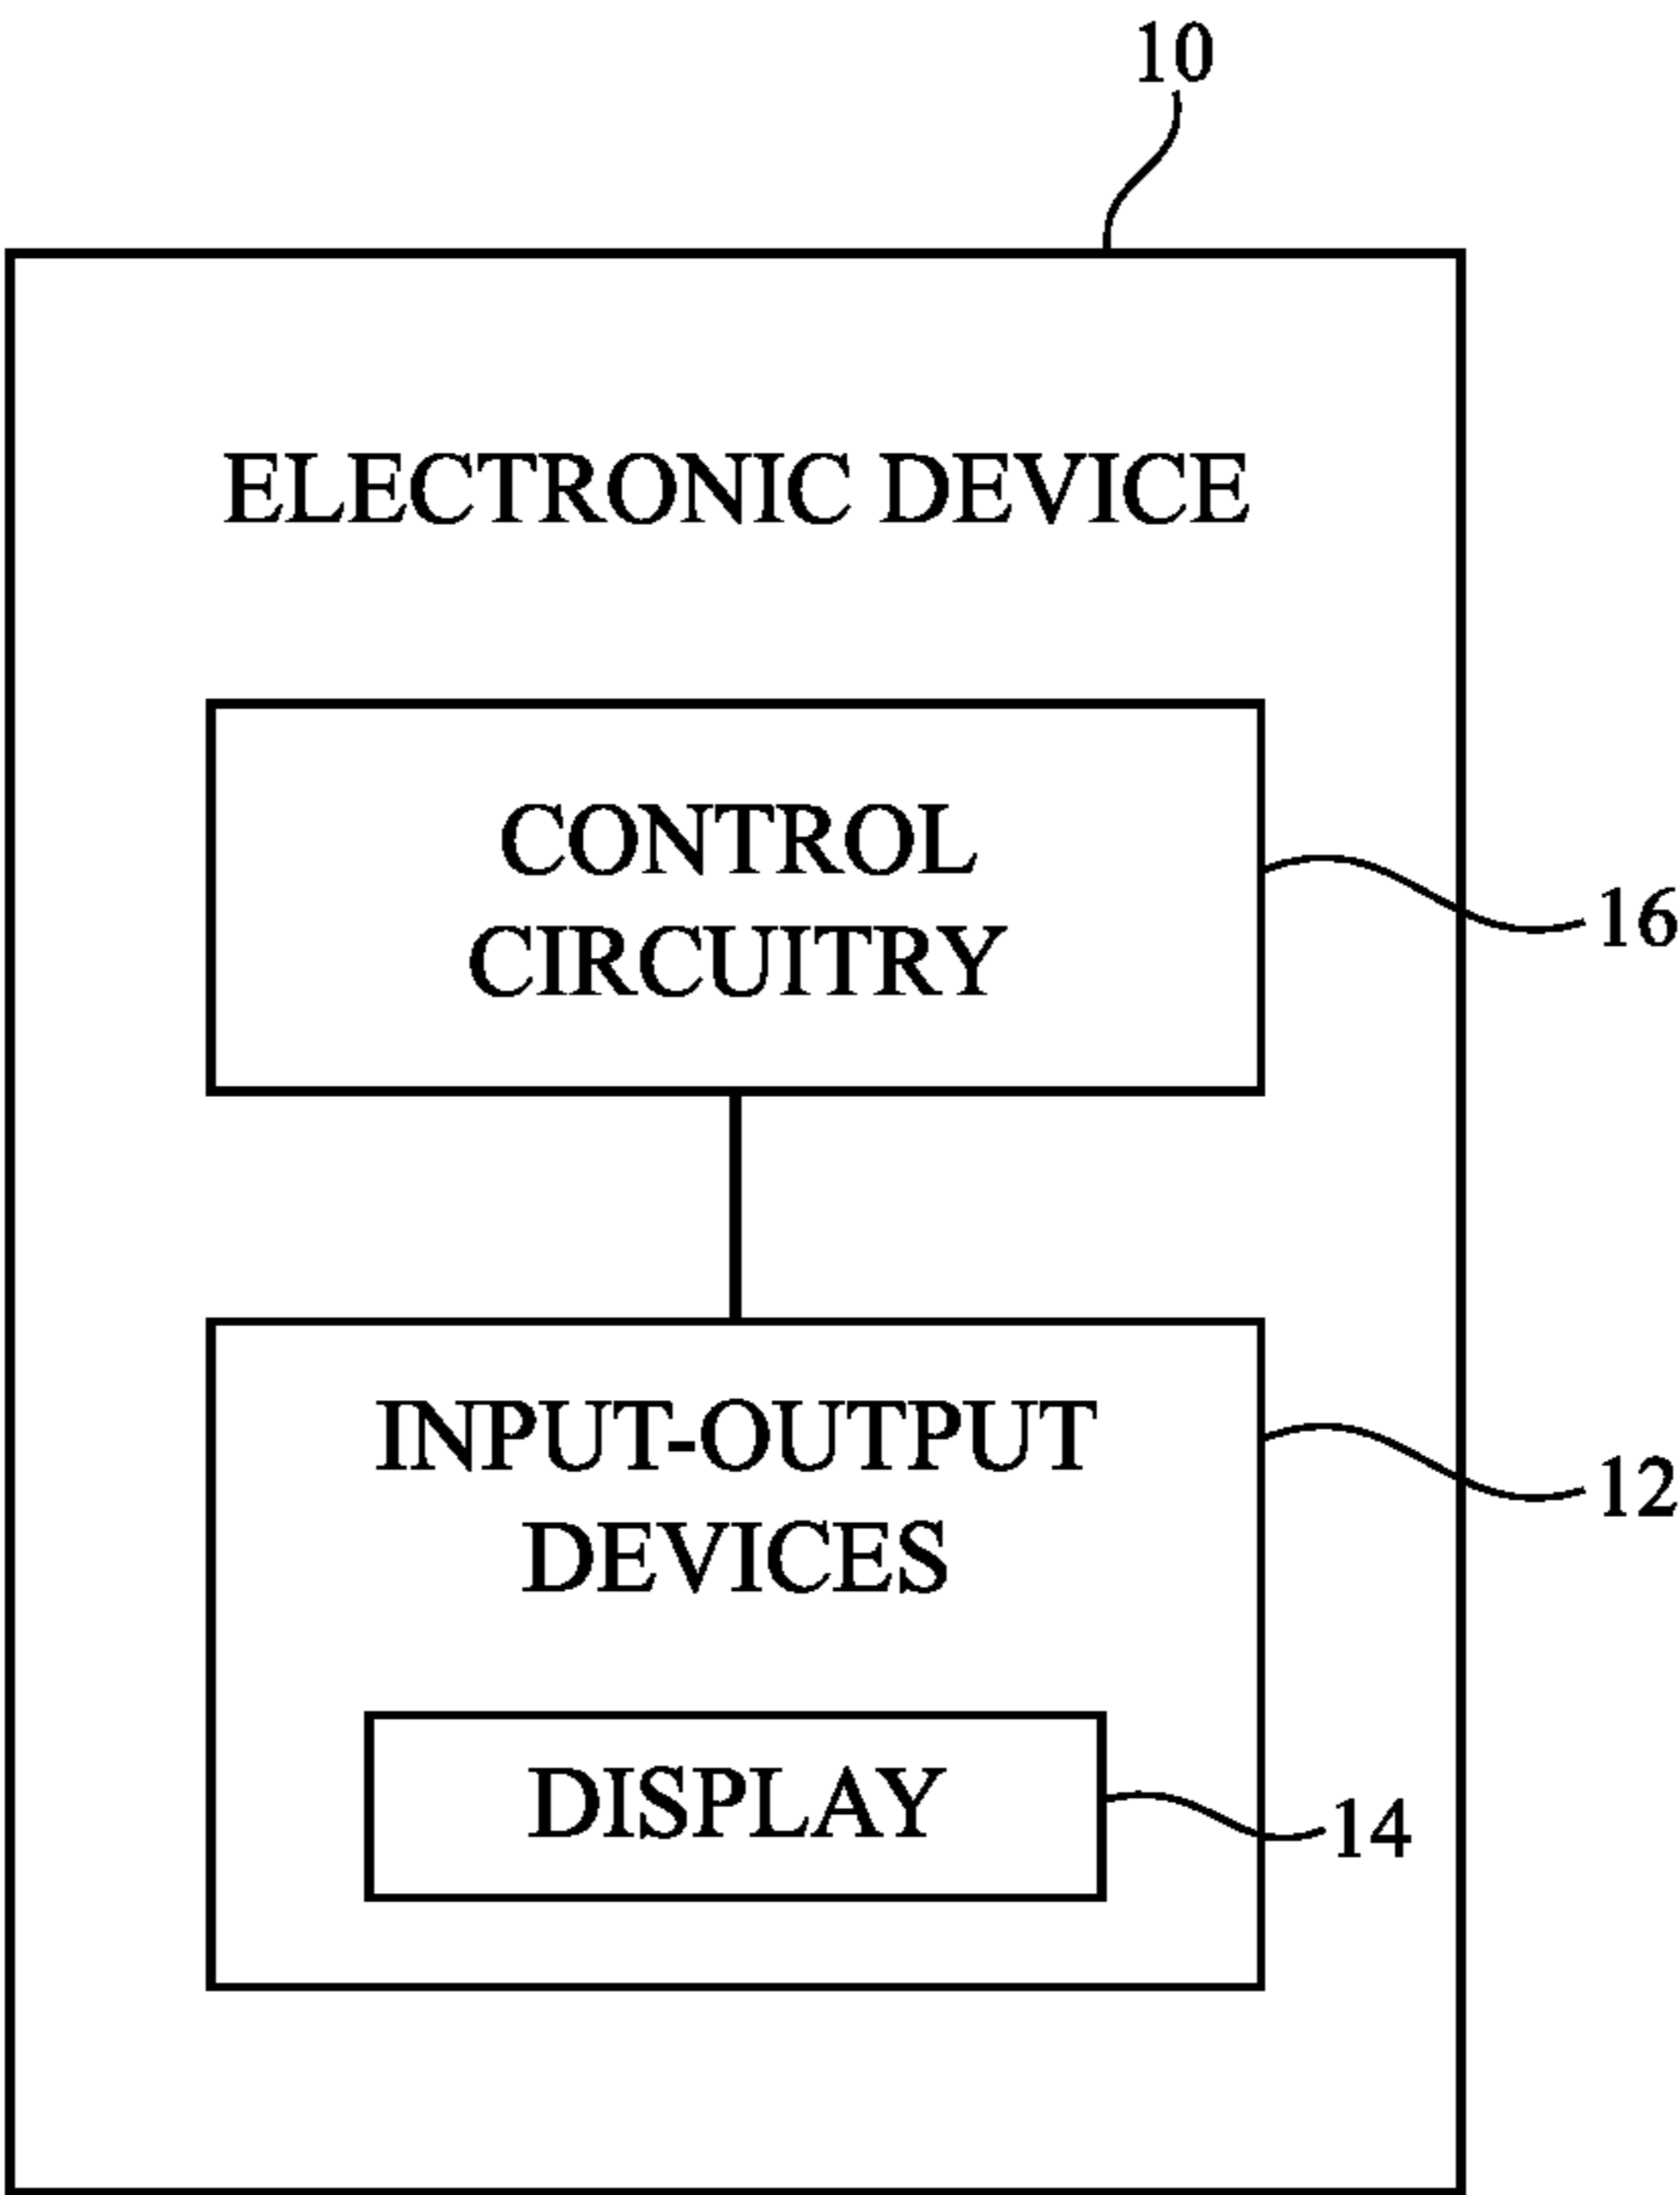 10
ELECTRONIC DEVICE
CONTROL
CIRCUITRY
16
INPUT-OUTPUT
DEVICES
12
DISPLAY
14